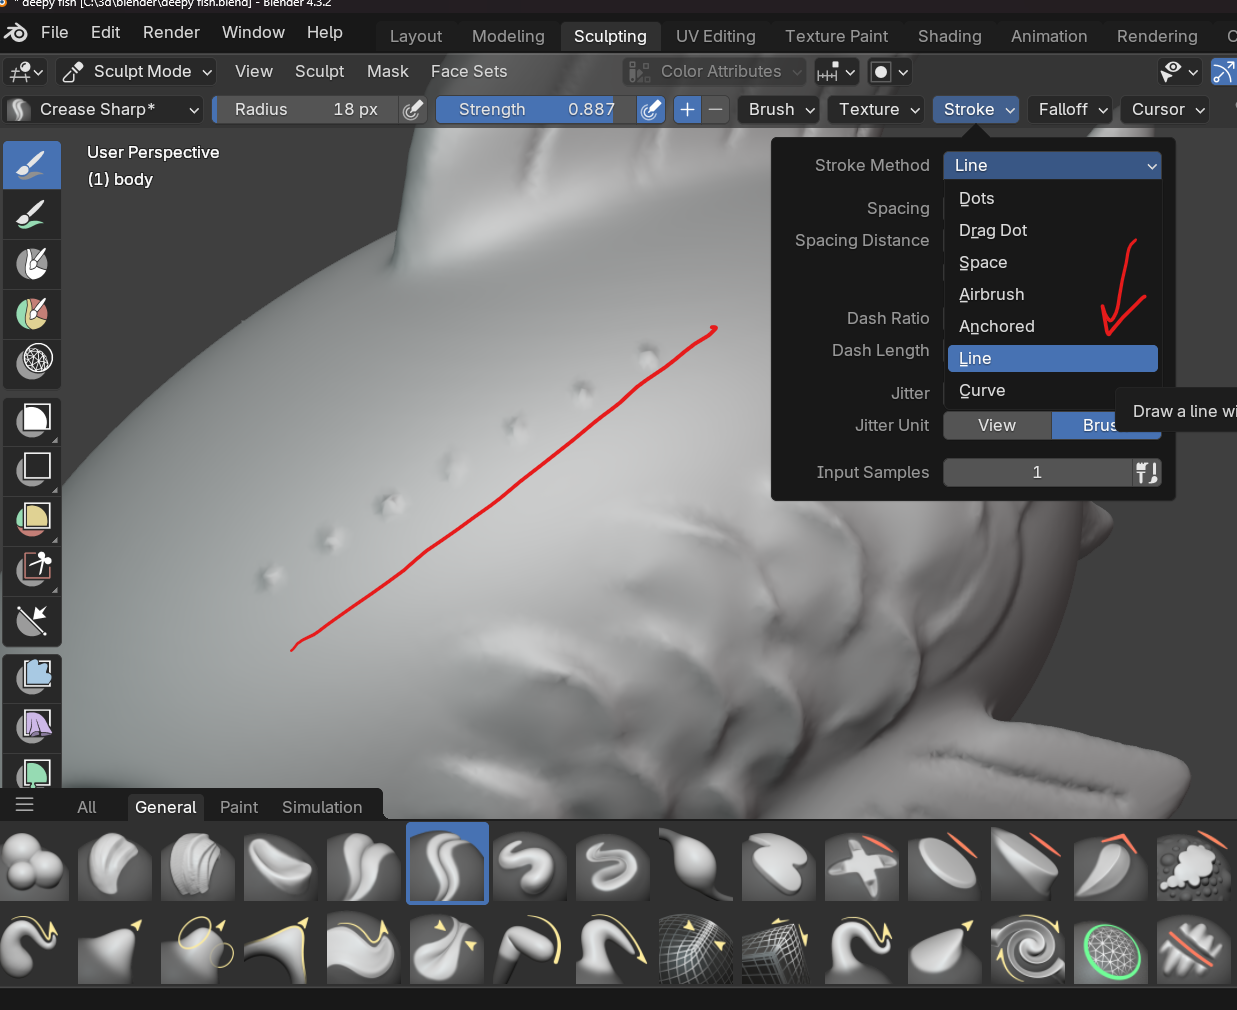 * deepy fish [C:\3d\blender\deepy fish.blend] - Blender 4.3.2
File Edit Render Window Help Layout Modeling Sculpting UV Editing Texture Paint Shading Animation Rendering
Sculpt Mode View Sculpt Mask Face Sets Color Attributes
Crease Sharp* Radius 18 px Strength 0.887 Brush Texture Stroke Falloff Cursor
User Perspective
(1) body
Stroke Method Line
Dots
Spacing
Drag Dot
Spacing Distance
Space
Airbrush
Dash Ratio
Anchored
Dash Length
Line
Jitter
Curve
Draw a line wi
Jitter Unit View Brus
Input Samples 1
All General Paint Simulation